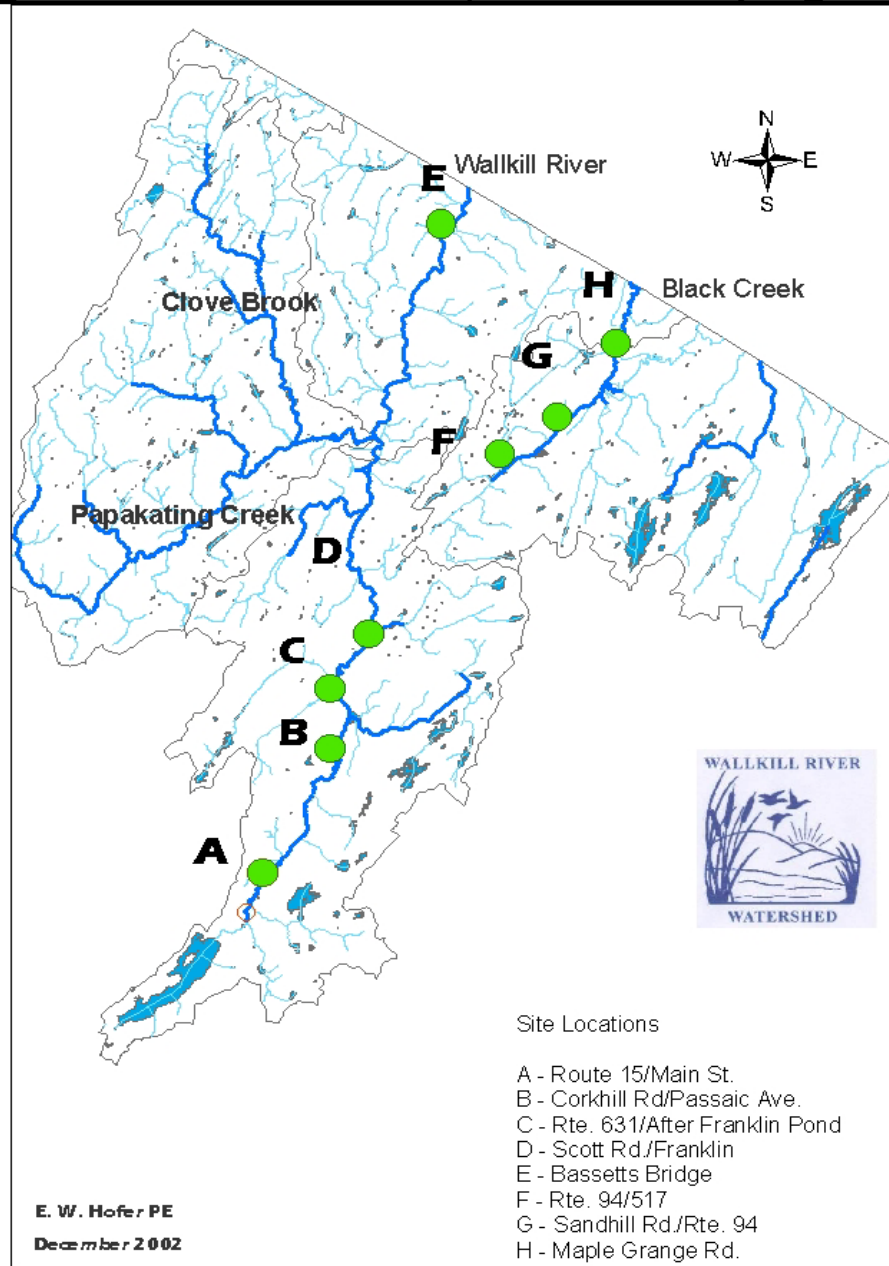 N
W E
S
E Wallkill River
H Black Creek
Clove Brook
G
F
Papakating Creek
D
C
B
A
WALLKILL RIVER
WATERSHED
Site Locations
A - Route 15/Main St.
B - Corkhill Rd/Passaic Ave.
C - Rte. 631/After Franklin Pond
D - Scott Rd./Franklin
E - Bassetts Bridge
F - Rte. 94/517
G - Sandhill Rd./Rte. 94
H - Maple Grange Rd.
E. W. Hofer PE
December 2002